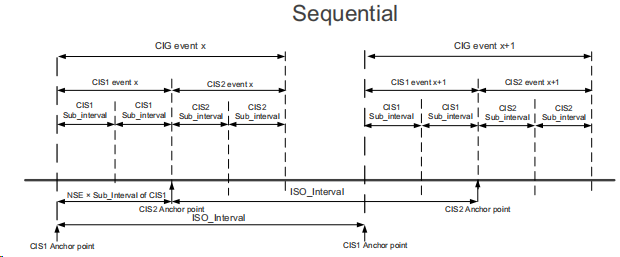 Sequential
CIG event x
CIG event x+1
CIS1 event x
CIS2 event x
CIS1 event x+1
CIS2 event x+1
CIS1
Sub_interval
CIS1
Sub_interval
CIS2
Sub_interval
CIS2
Sub_interval
CIS1
Sub_interval
CIS1
Sub_interval
CIS2
Sub_interval
CIS2
Sub_interval
NSE × Sub_Interval of CIS1
ISO_Interval
CIS2 Anchor point
CIS2 Anchor point
ISO_Interval
CIS1 Anchor point
CIS1 Anchor point